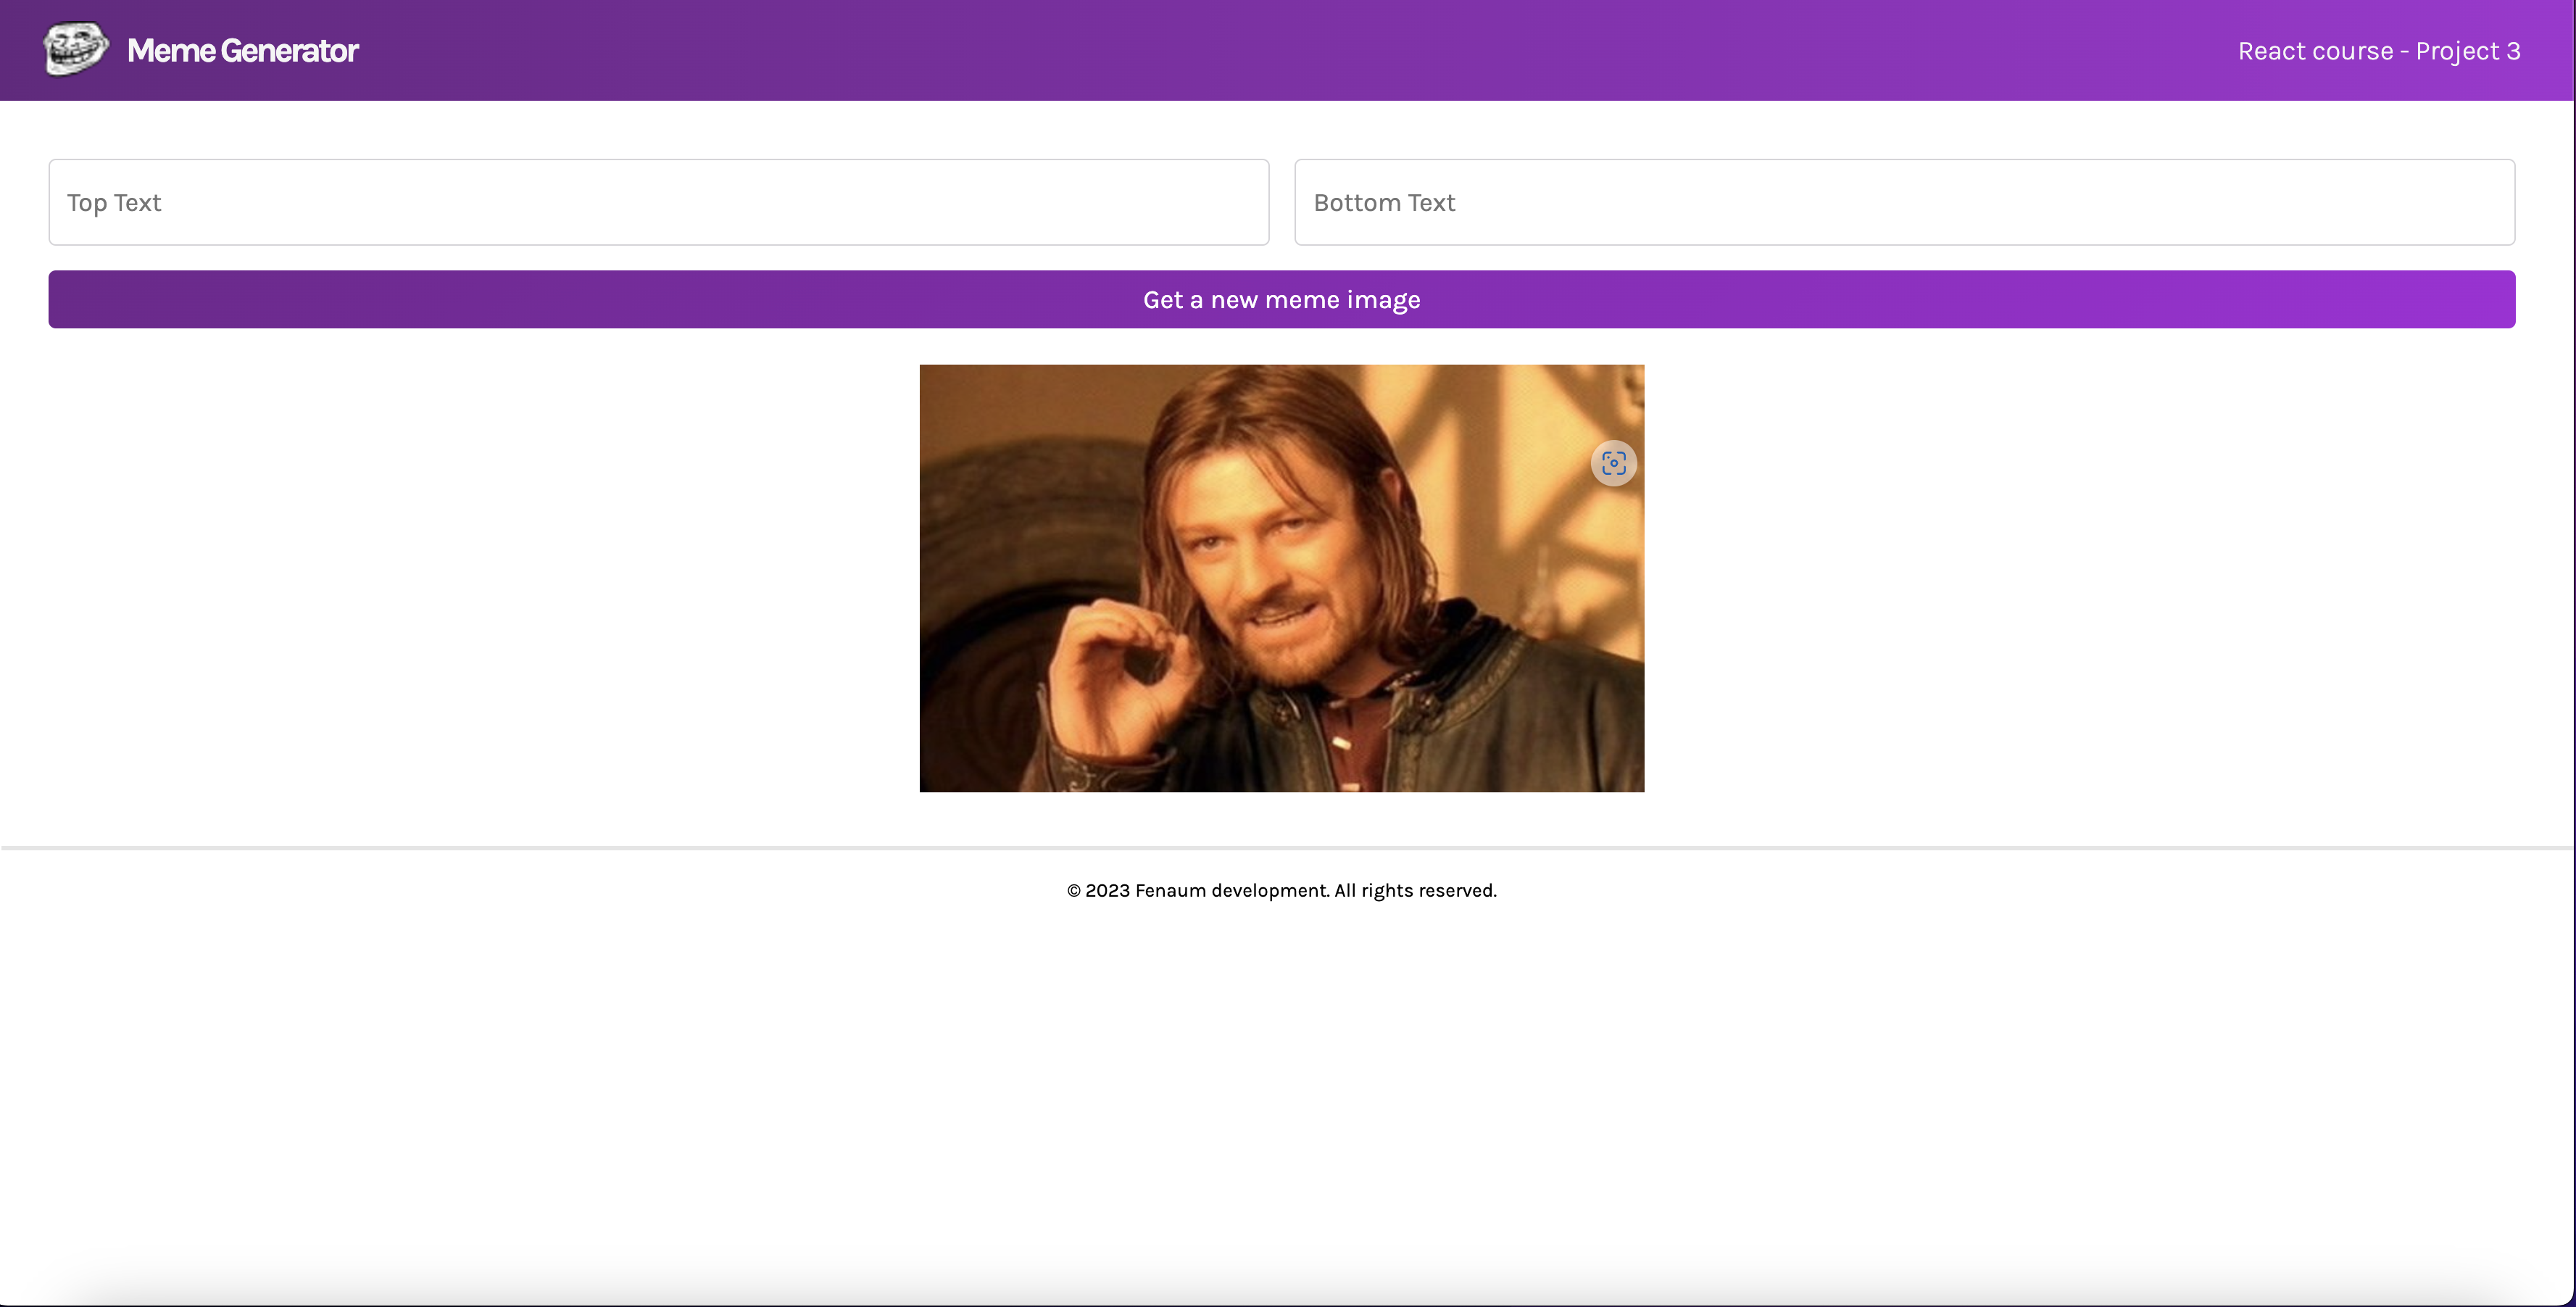 Meme Generator
React course - Project 3
Top Text
Bottom Text
Get a new meme image
© 2023 Fenaum development. All rights reserved.